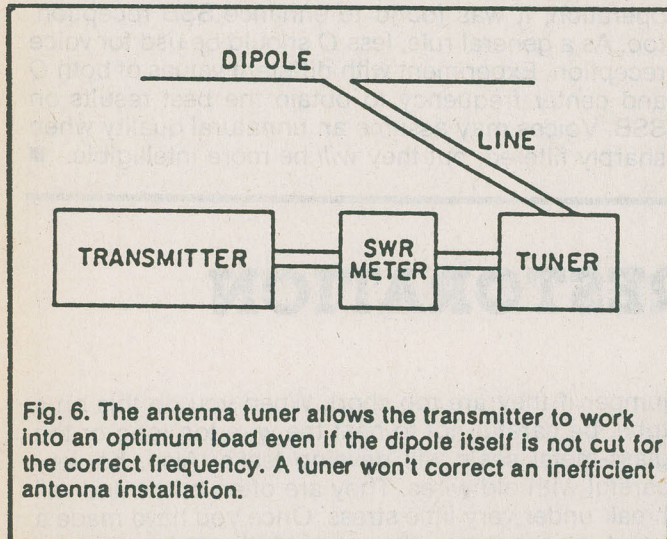 DIPOLE
LINE
TRANSMITTER
SWR
METER
TUNER
Fig. 6. The antenna tuner allows the transmitter to work
into an optimum load even if the dipole itself is not cut for
the correct frequency. A tuner won't correct an inefficient
antenna installation.